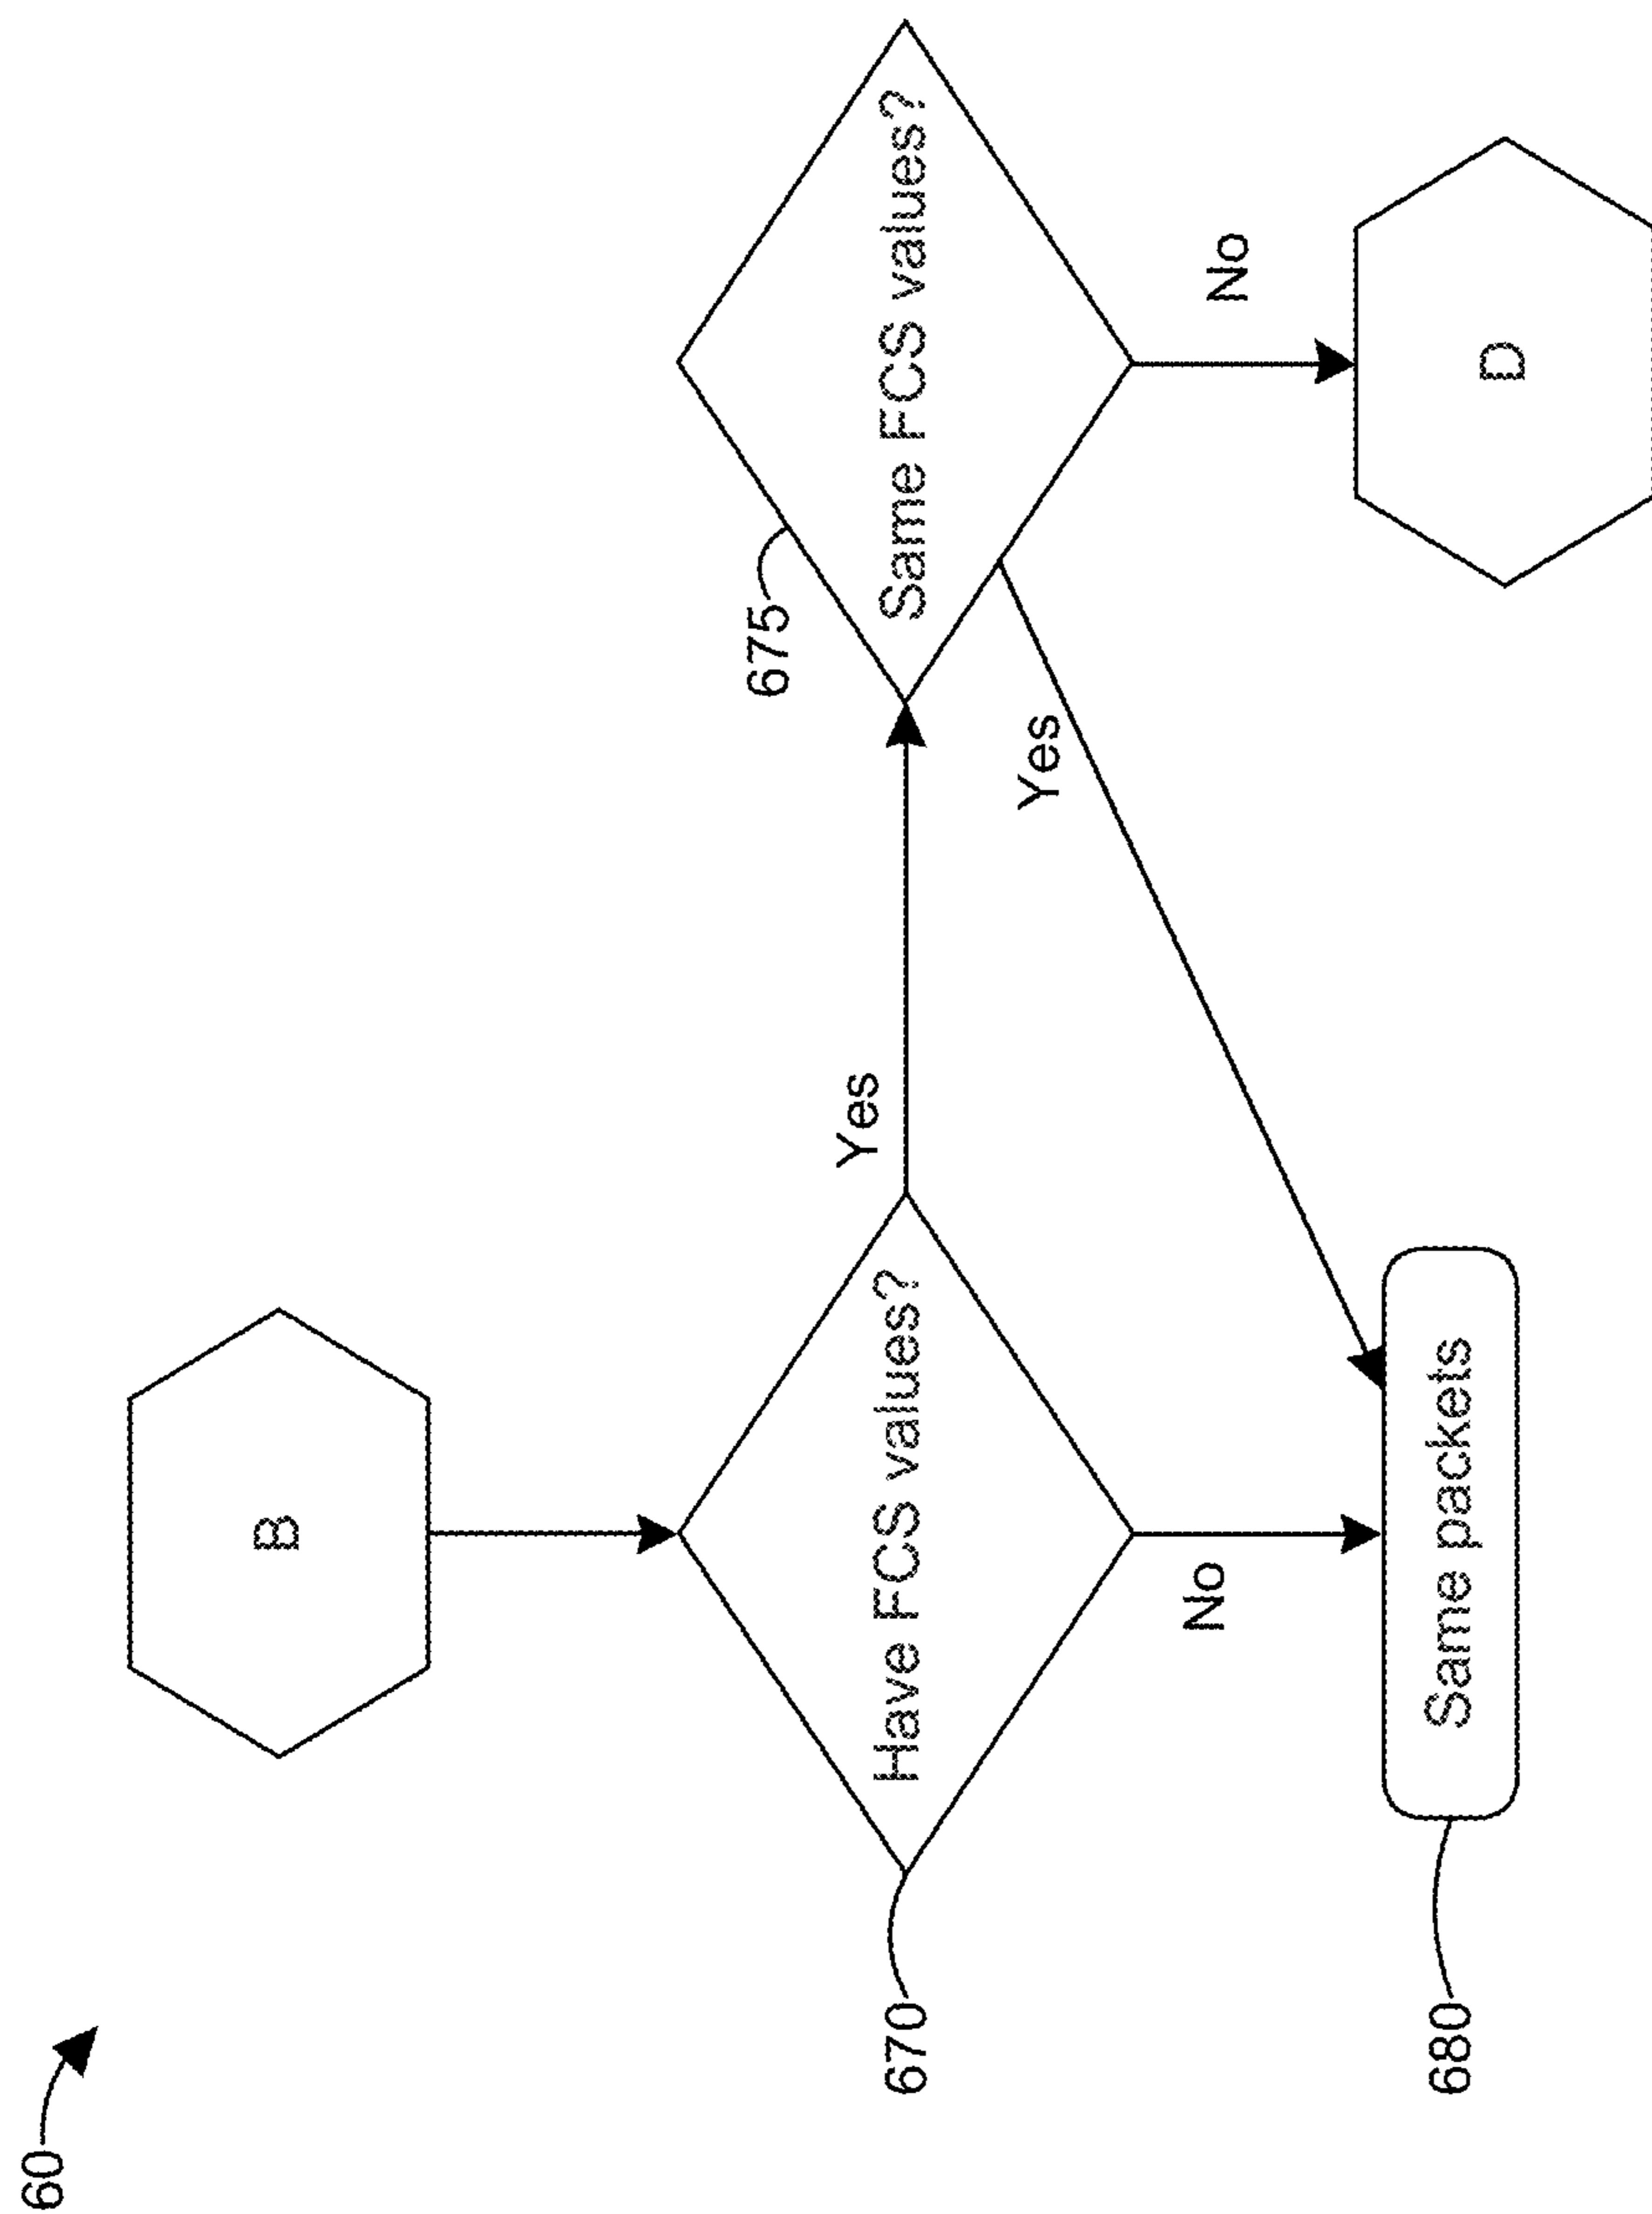 60
B
670
Have FCS values?
Yes
675
Same FCS values?
No
Yes
No
680
Same packets
D